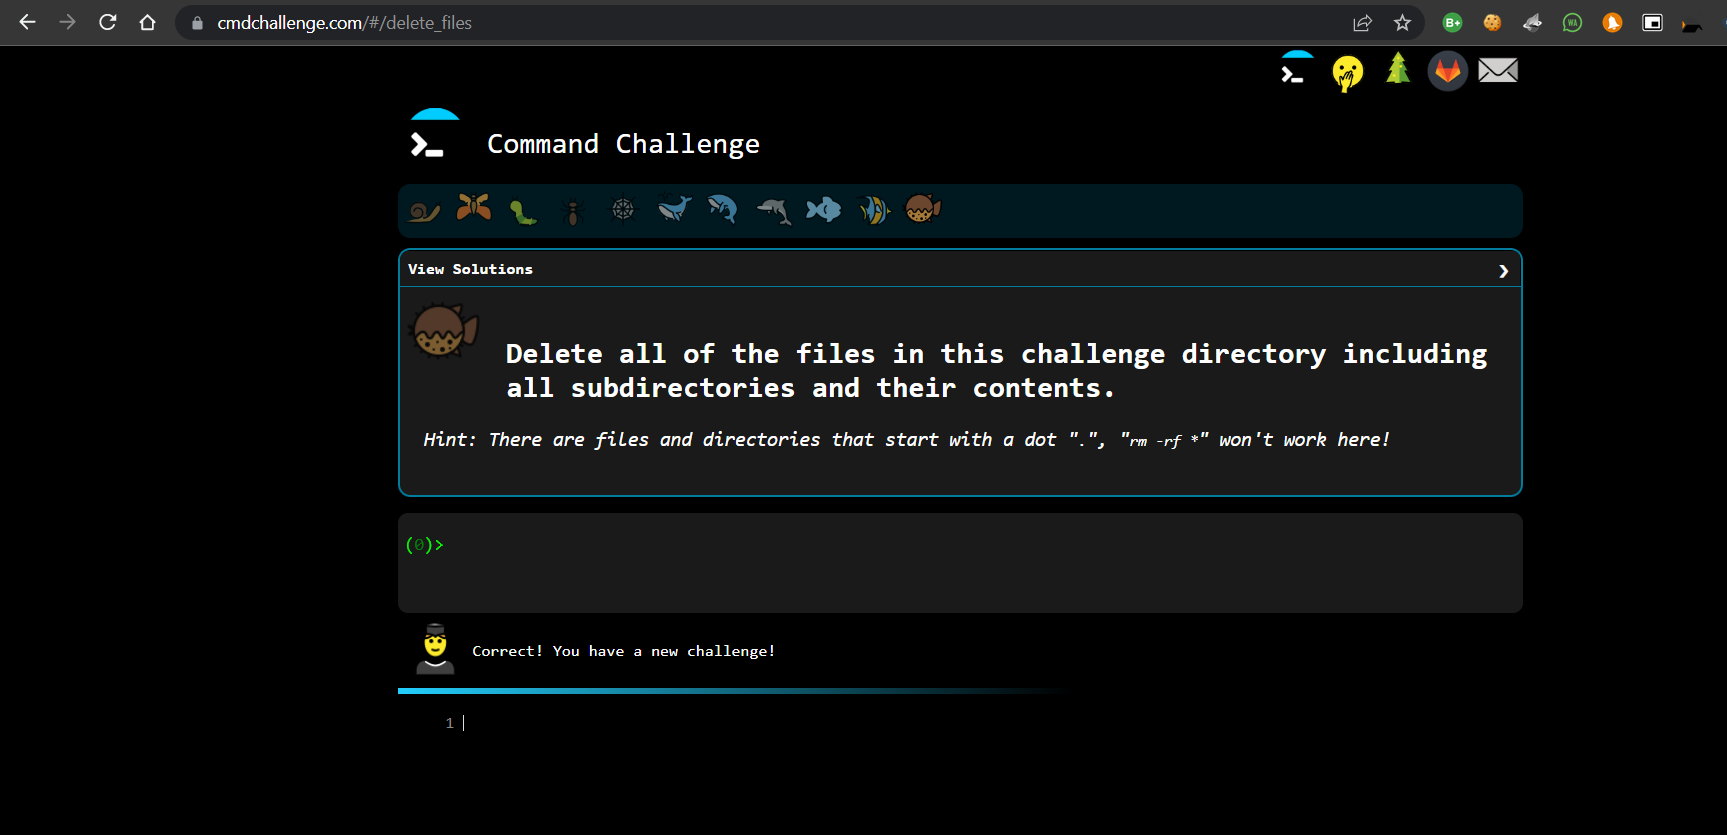 cmdchallenge.com/#/delete_files
B+
WA
Command Challenge
View Solutions
Delete all of the files in this challenge directory including
all subdirectories and their contents.
Hint: There are files and directories that start with a dot ".", "rm -rf *" won't work here!
(0)>
Correct! You have a new challenge!
1